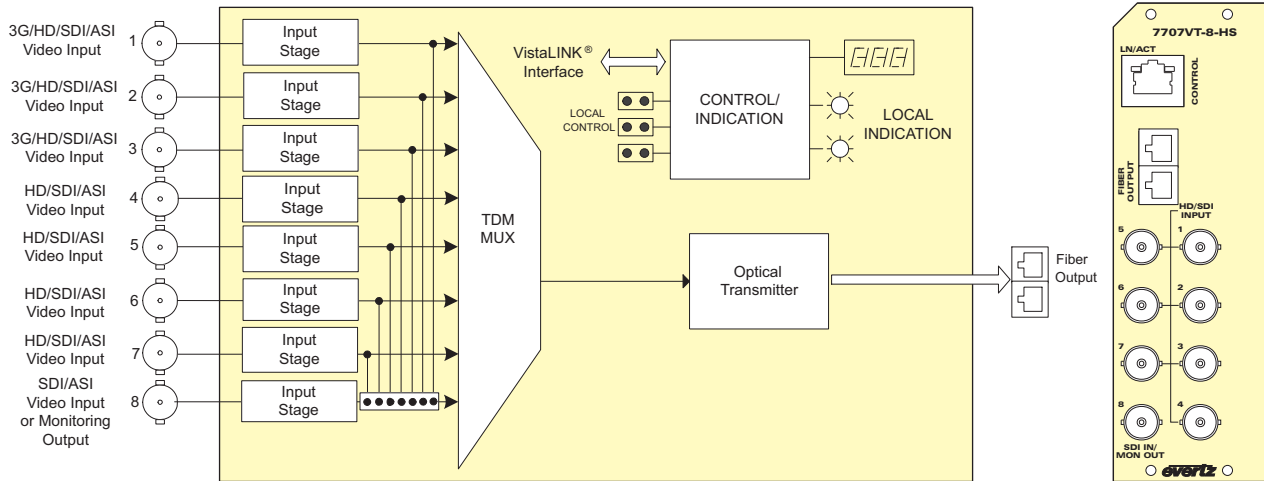 3G/HD/SDI/ASI
Video Input
1
Input
Stage
3G/HD/SDI/ASI
Video Input
2
Input
Stage
3G/HD/SDI/ASI
Video Input
3
Input
Stage
HD/SDI/ASI
Video Input
4
Input
Stage
HD/SDI/ASI
Video Input
5
Input
Stage
HD/SDI/ASI
Video Input
6
Input
Stage
HD/SDI/ASI
Video Input
7
Input
Stage
SDI/ASI
Video Input
or Monitoring
Output
8
Input
Stage
TDM
MUX
VistaLINK®
Interface
LOCAL
CONTROL
CONTROL/
INDICATION
LOCAL
INDICATION
Optical
Transmitter
Fiber
Output
7707VT-8-HS
LN/ACT
CONTROL
FIBER
OUTPUT
HD/SDI
INPUT
5
1
6
2
7
3
8
4
SDI IN/
MON OUT
evertz